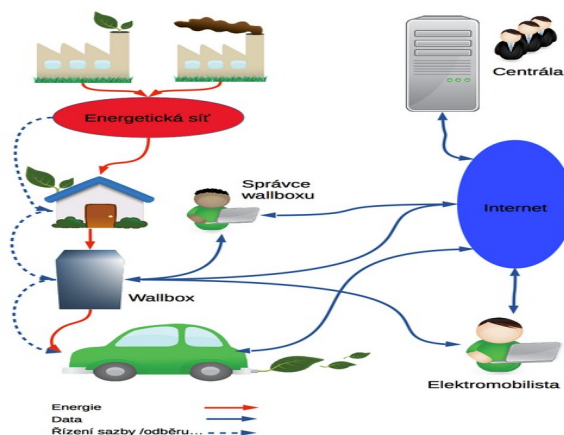 Centrála
Energetická síť
Správce
wallboxu
Internet
Wallbox
Elektromobilista
Energie
Data
Řízení sazby /odběru...